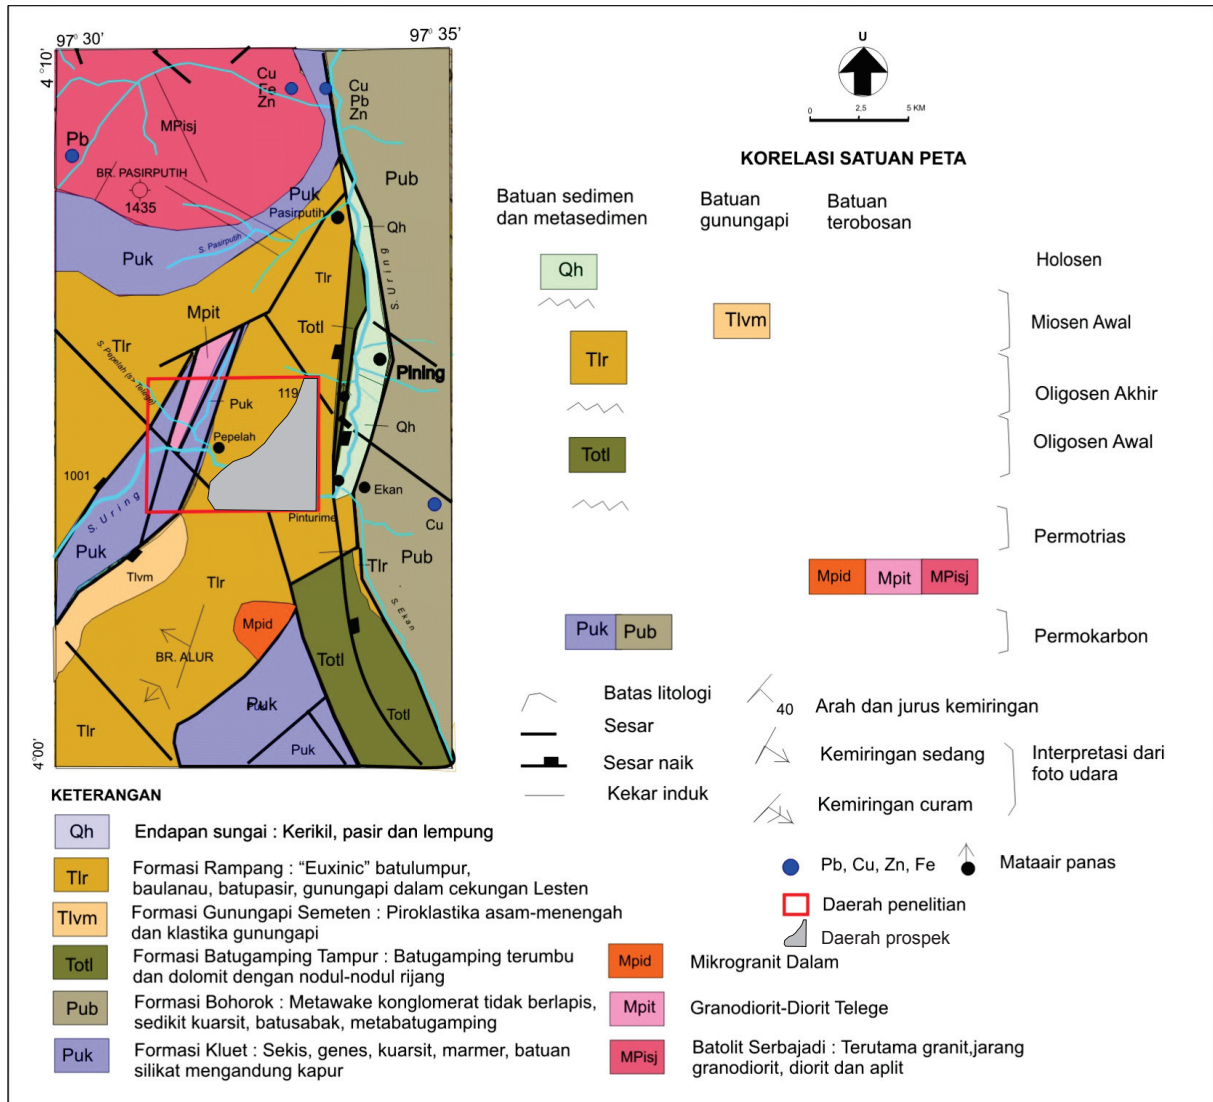 97° 30’
97° 35’
4°10’
4°00’
Cu
Fe
Zn
Cu
Pb
Zn
Pb
MPisj
BR. PASIRPUTIH
1435
Puk
Pasirputih
S. Pasirputih
Puk
Pub
Qh
S. Uring
Tlr
Mpit
Totl
Tlr
S. Pepelah (s> Telege)
Pining
119
Puk
Pepelah
Qh
1001
S. Uring
Ekan
Cu
Pinturime
Puk
Tlvm
Tlr
Tlr
Pub
S. Ekan
Mpid
BR. ALUR
Totl
Puk
Totl
Tlr
Puk
U
0
2,5
5 KM
KORELASI SATUAN PETA
Batuan sedimen
dan metasedimen
Batuan
gunungapi
Batuan
terobosan
Qh
Holosen
Tlvm
Miosen Awal
Tlr
Oligosen Akhir
Totl
Oligosen Awal
Permotrias
Mpid
Mpit
MPisj
Puk
Pub
Permokarbon
Batas litologi
Sesar
Sesar naik
Kekar induk
40
Arah dan jurus kemiringan
Kemiringan sedang
Kemiringan curam
Interpretasi dari
foto udara
Pb, Cu, Zn, Fe
Mataair panas
Daerah penelitian
Daerah prospek
KETERANGAN
Qh
Endapan sungai : Kerikil, pasir dan lempung
Tlr
Formasi Rampang : “Euxinic” batulumpur,
baulanau, batupasir, gunungapi dalam cekungan Lesten
Tlvm
Formasi Gunungapi Semeten : Piroklastika asam-menengah
dan klastika gunungapi
Totl
Formasi Batugamping Tampur : Batugamping terumbu
dan dolomit dengan nodul-nodul rijang
Pub
Formasi Bohorok : Metawake konglomerat tidak berlapis,
sedikit kuarsit, batusabak, metabatugamping
Puk
Formasi Kluet : Sekis, genes, kuarsit, marmer, batuan
silikat mengandung kapur
Mpid
Mikrogranit Dalam
Mpit
Granodiorit-Diorit Telege
MPisj
Batolit Serbajadi : Terutama granit,jarang
granodiorit, diorit dan aplit